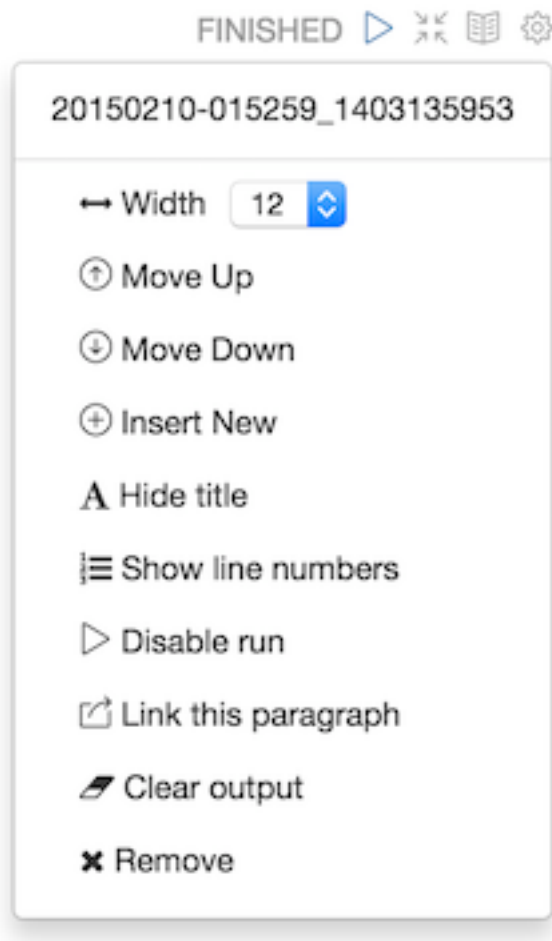 FINISHED
20150210-015259_1403135953
Width 12
Move Up
Move Down
Insert New
Hide title
Show line numbers
Disable run
Link this paragraph
Clear output
Remove